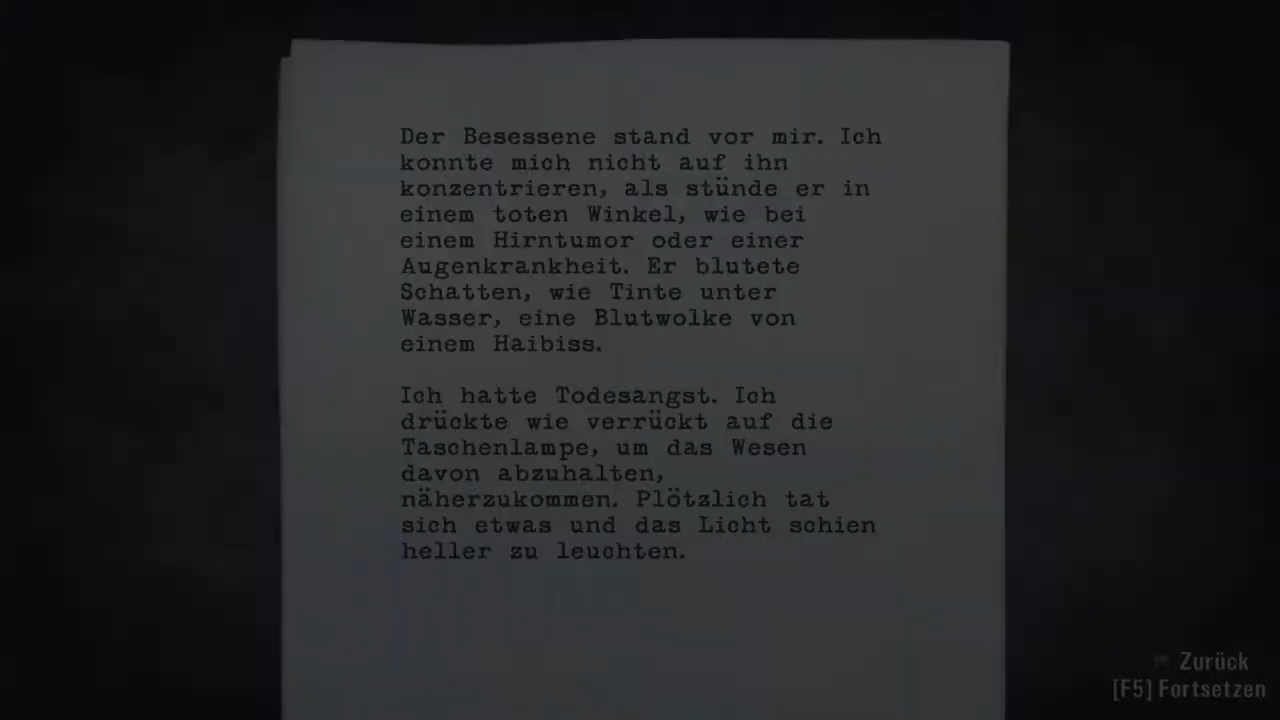 Der Besessene stand vor mir. Ich
konnte mich nicht auf ihn
konzentrieren, als stünde er in
einem toten Winkel, wie bei
einem Hirntumor oder einer
Augenkrankheit. Er blutete
Schatten, wie Tinte unter
Wasser, eine Blutwolke von
einem Haibiss.
Ich hatte Todesangst. Ich
drückte wie verrückt auf die
Taschenlampe, um das Wesen
davon abzuhalten,
näherzukommen. Plötzlich tat
sich etwas und das Licht schien
heller zu leuchten.
Zurück
[F5] Fortsetzen